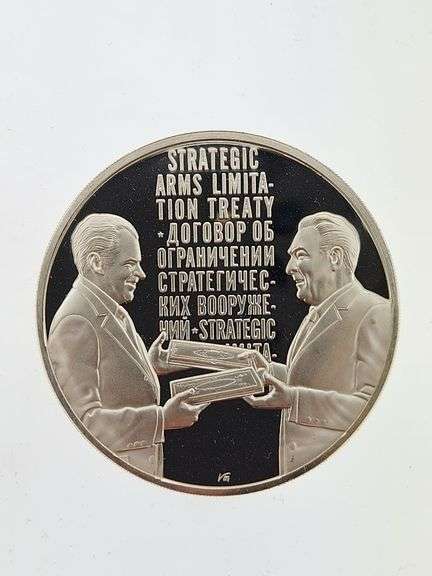 STRATEGIC
ARMS LIMITA-
TION TREATY
* ДОГОВОР ОБ
ОГРАНИЧЕНИИ
СТРАТЕГИЧЕС-
КИХ ВООРУЖЕ-
НИЙ * STRATEGIC